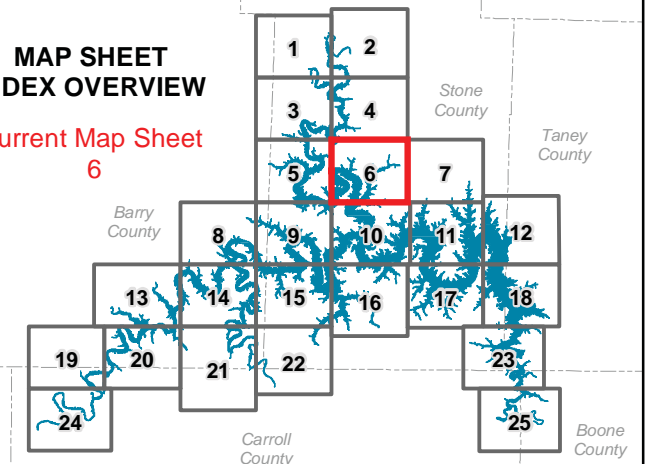 MAP SHEET
DEX OVERVIEW
urrent Map Sheet
6
1
2
3
4
Stone
County
Taney
County
5
6
7
Barry
County
8
9
10
11
12
13
14
15
16
17
18
19
20
21
22
23
24
25
Carroll
County
Boone
County